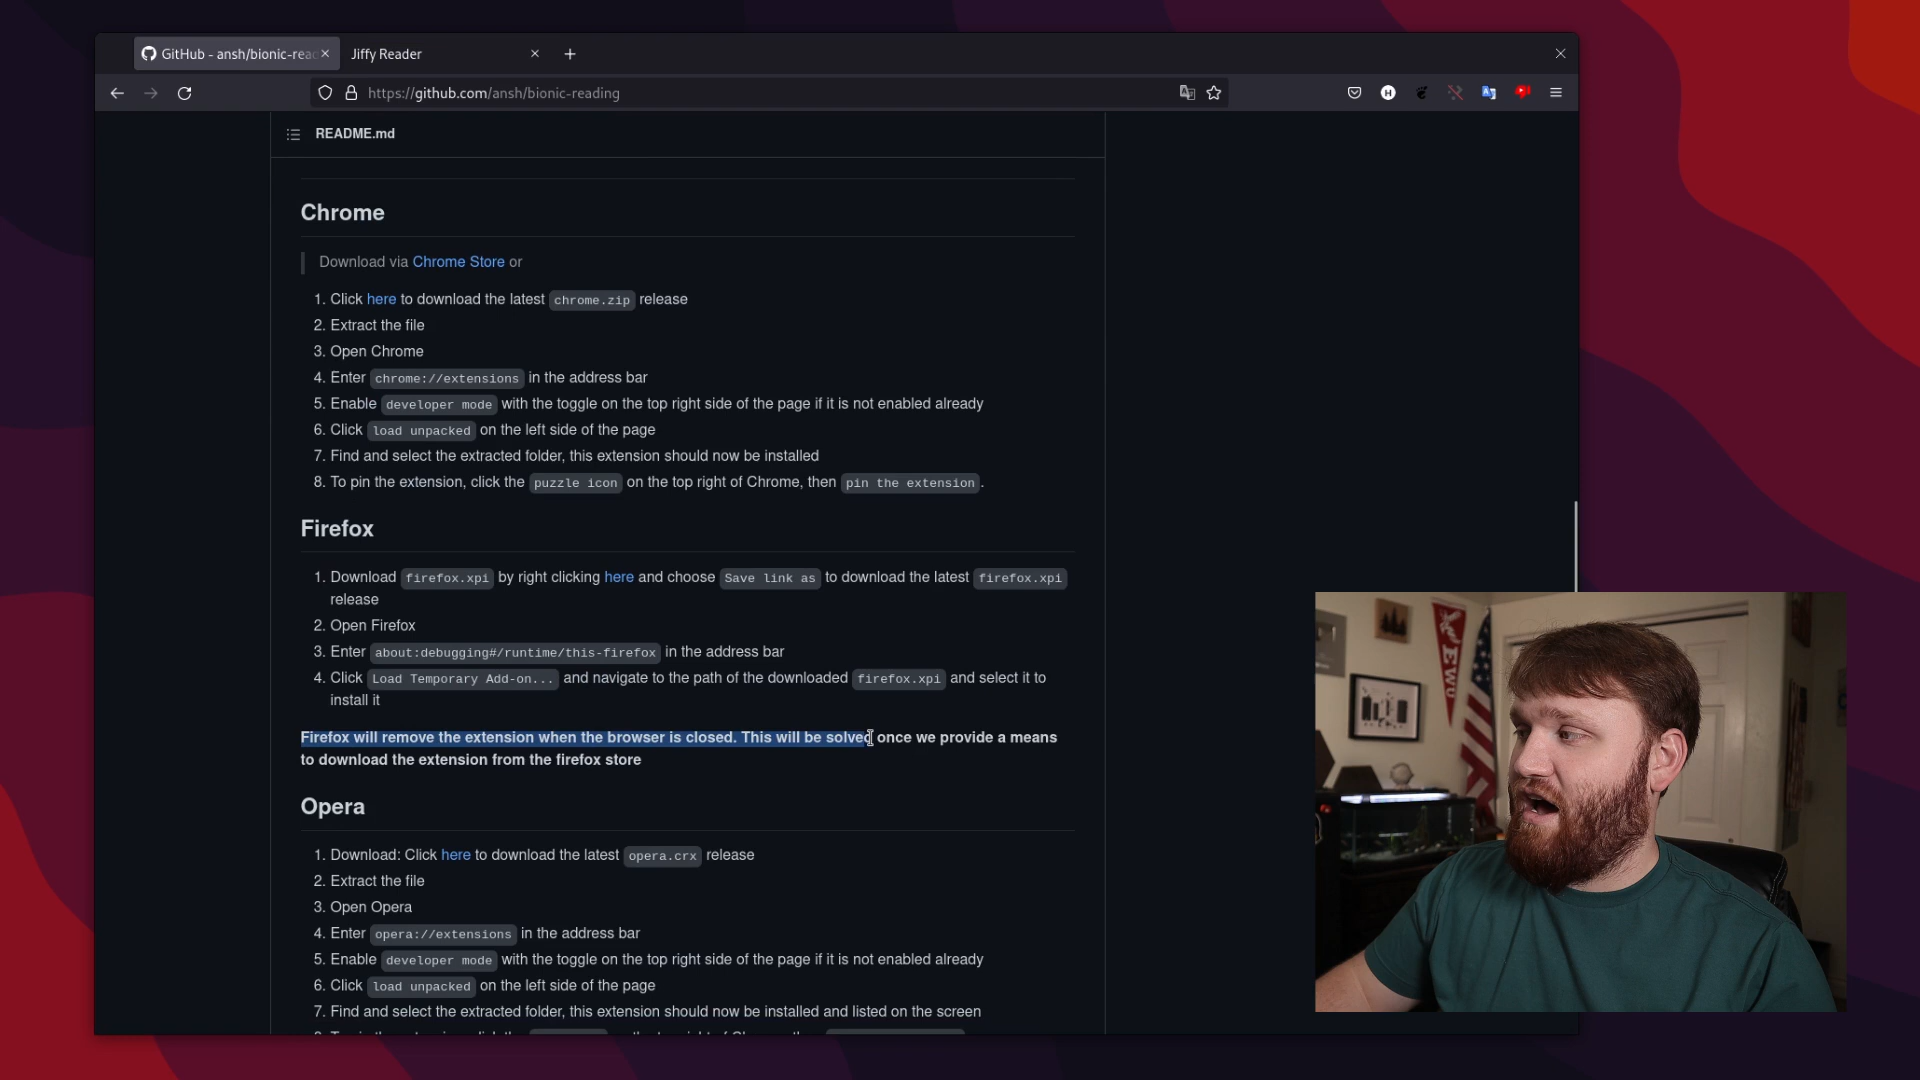 GitHub - ansh/bionic-read
Jiffy Reader
https://github.com/ansh/bionic-reading
README.md
Chrome
Download via Chrome Store or
1. Click here to download the latest chrome.zip release
2. Extract the file
3. Open Chrome
4. Enter chrome://extensions in the address bar
5. Enable developer mode with the toggle on the top right side of the page if it is not enabled already
6. Click load unpacked on the left side of the page
7. Find and select the extracted folder, this extension should now be installed
8. To pin the extension, click the puzzle icon on the top right of Chrome, then pin the extension.
Firefox
1. Download firefox.xpi by right clicking here and choose Save link as to download the latest firefox.xpi
release
2. Open Firefox
3. Enter about:debugging#/runtime/this-firefox in the address bar
4. Click Load Temporary Add-on... and navigate to the path of the downloaded firefox.xpi and select it to
install it
Firefox will remove the extension when the browser is closed. This will be solved once we provide a means
to download the extension from the firefox store
Opera
1. Download: Click here to download the latest opera.crx release
2. Extract the file
3. Open Opera
4. Enter opera://extensions in the address bar
5. Enable developer mode with the toggle on the top right side of the page if it is not enabled already
6. Click load unpacked on the left side of the page
7. Find and select the extracted folder, this extension should now be installed and listed on the screen
EWU